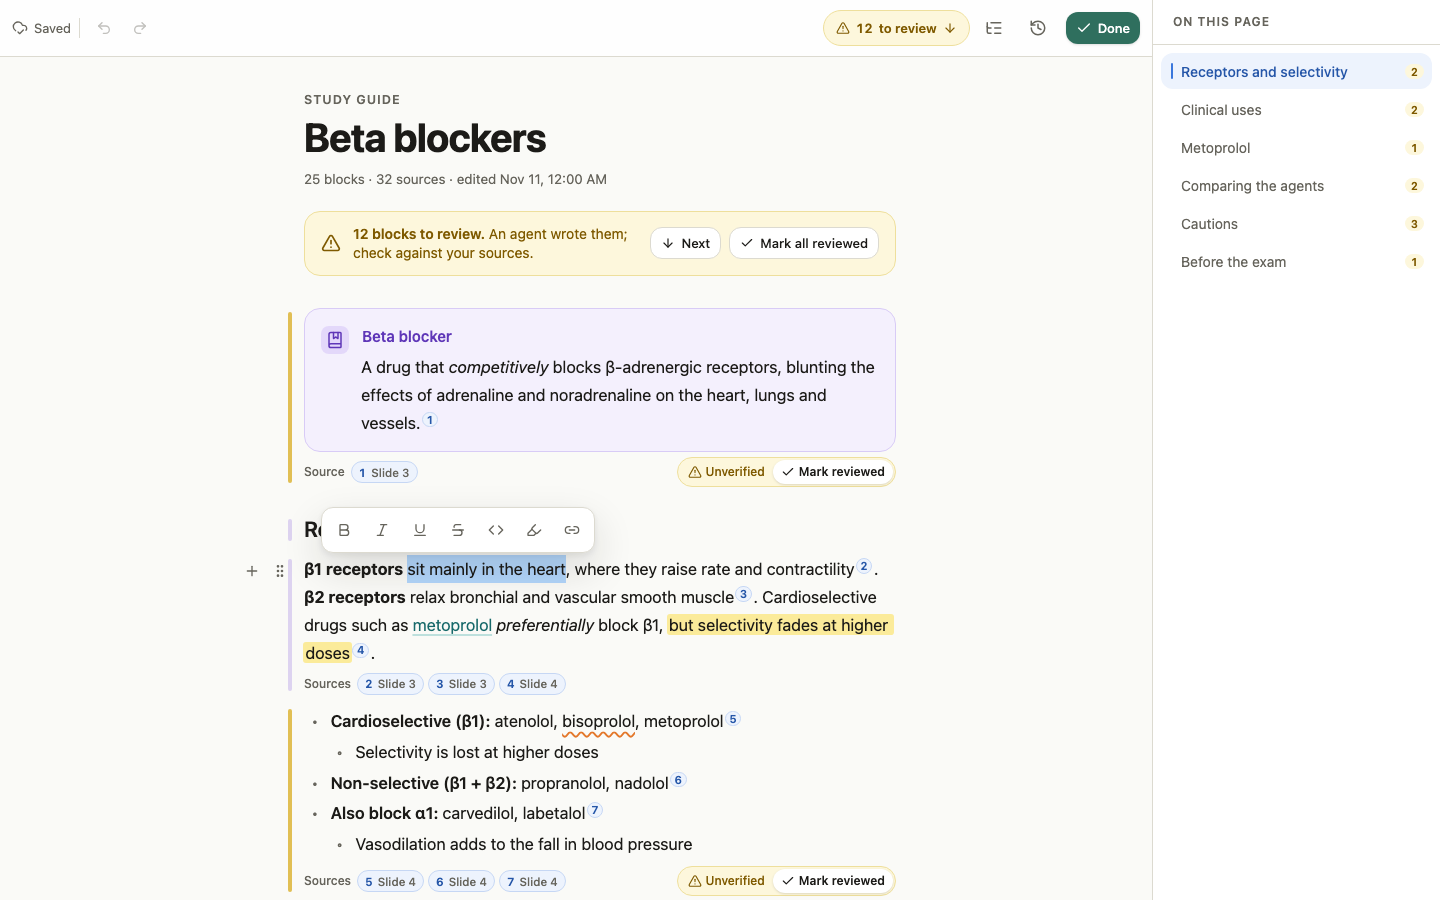 Saved
12 to review
Done
STUDY GUIDE
Beta blockers
25 blocks · 32 sources · edited Nov 11, 12:00 AM
12 blocks to review. An agent wrote them;
check against your sources.
Next
Mark all reviewed
Beta blocker
A drug that competitively blocks β-adrenergic receptors, blunting the
effects of adrenaline and noradrenaline on the heart, lungs and
vessels. 1
Source 1 Slide 3
Unverified Mark reviewed
β1 receptors sit mainly in the heart, where they raise rate and contractility 2 .
β2 receptors relax bronchial and vascular smooth muscle 3 . Cardioselective
drugs such as metoprolol preferentially block β1, but selectivity fades at higher
doses 4 .
Sources 2 Slide 3 3 Slide 3 4 Slide 4
• Cardioselective (β1): atenolol, bisoprolol, metoprolol 5
• Selectivity is lost at higher doses
• Non-selective (β1 + β2): propranolol, nadolol 6
• Also block α1: carvedilol, labetalol 7
• Vasodilation adds to the fall in blood pressure
Sources 5 Slide 4 6 Slide 4 7 Slide 4
Unverified Mark reviewed
ON THIS PAGE
Receptors and selectivity 2
Clinical uses 2
Metoprolol 1
Comparing the agents 2
Cautions 3
Before the exam 1